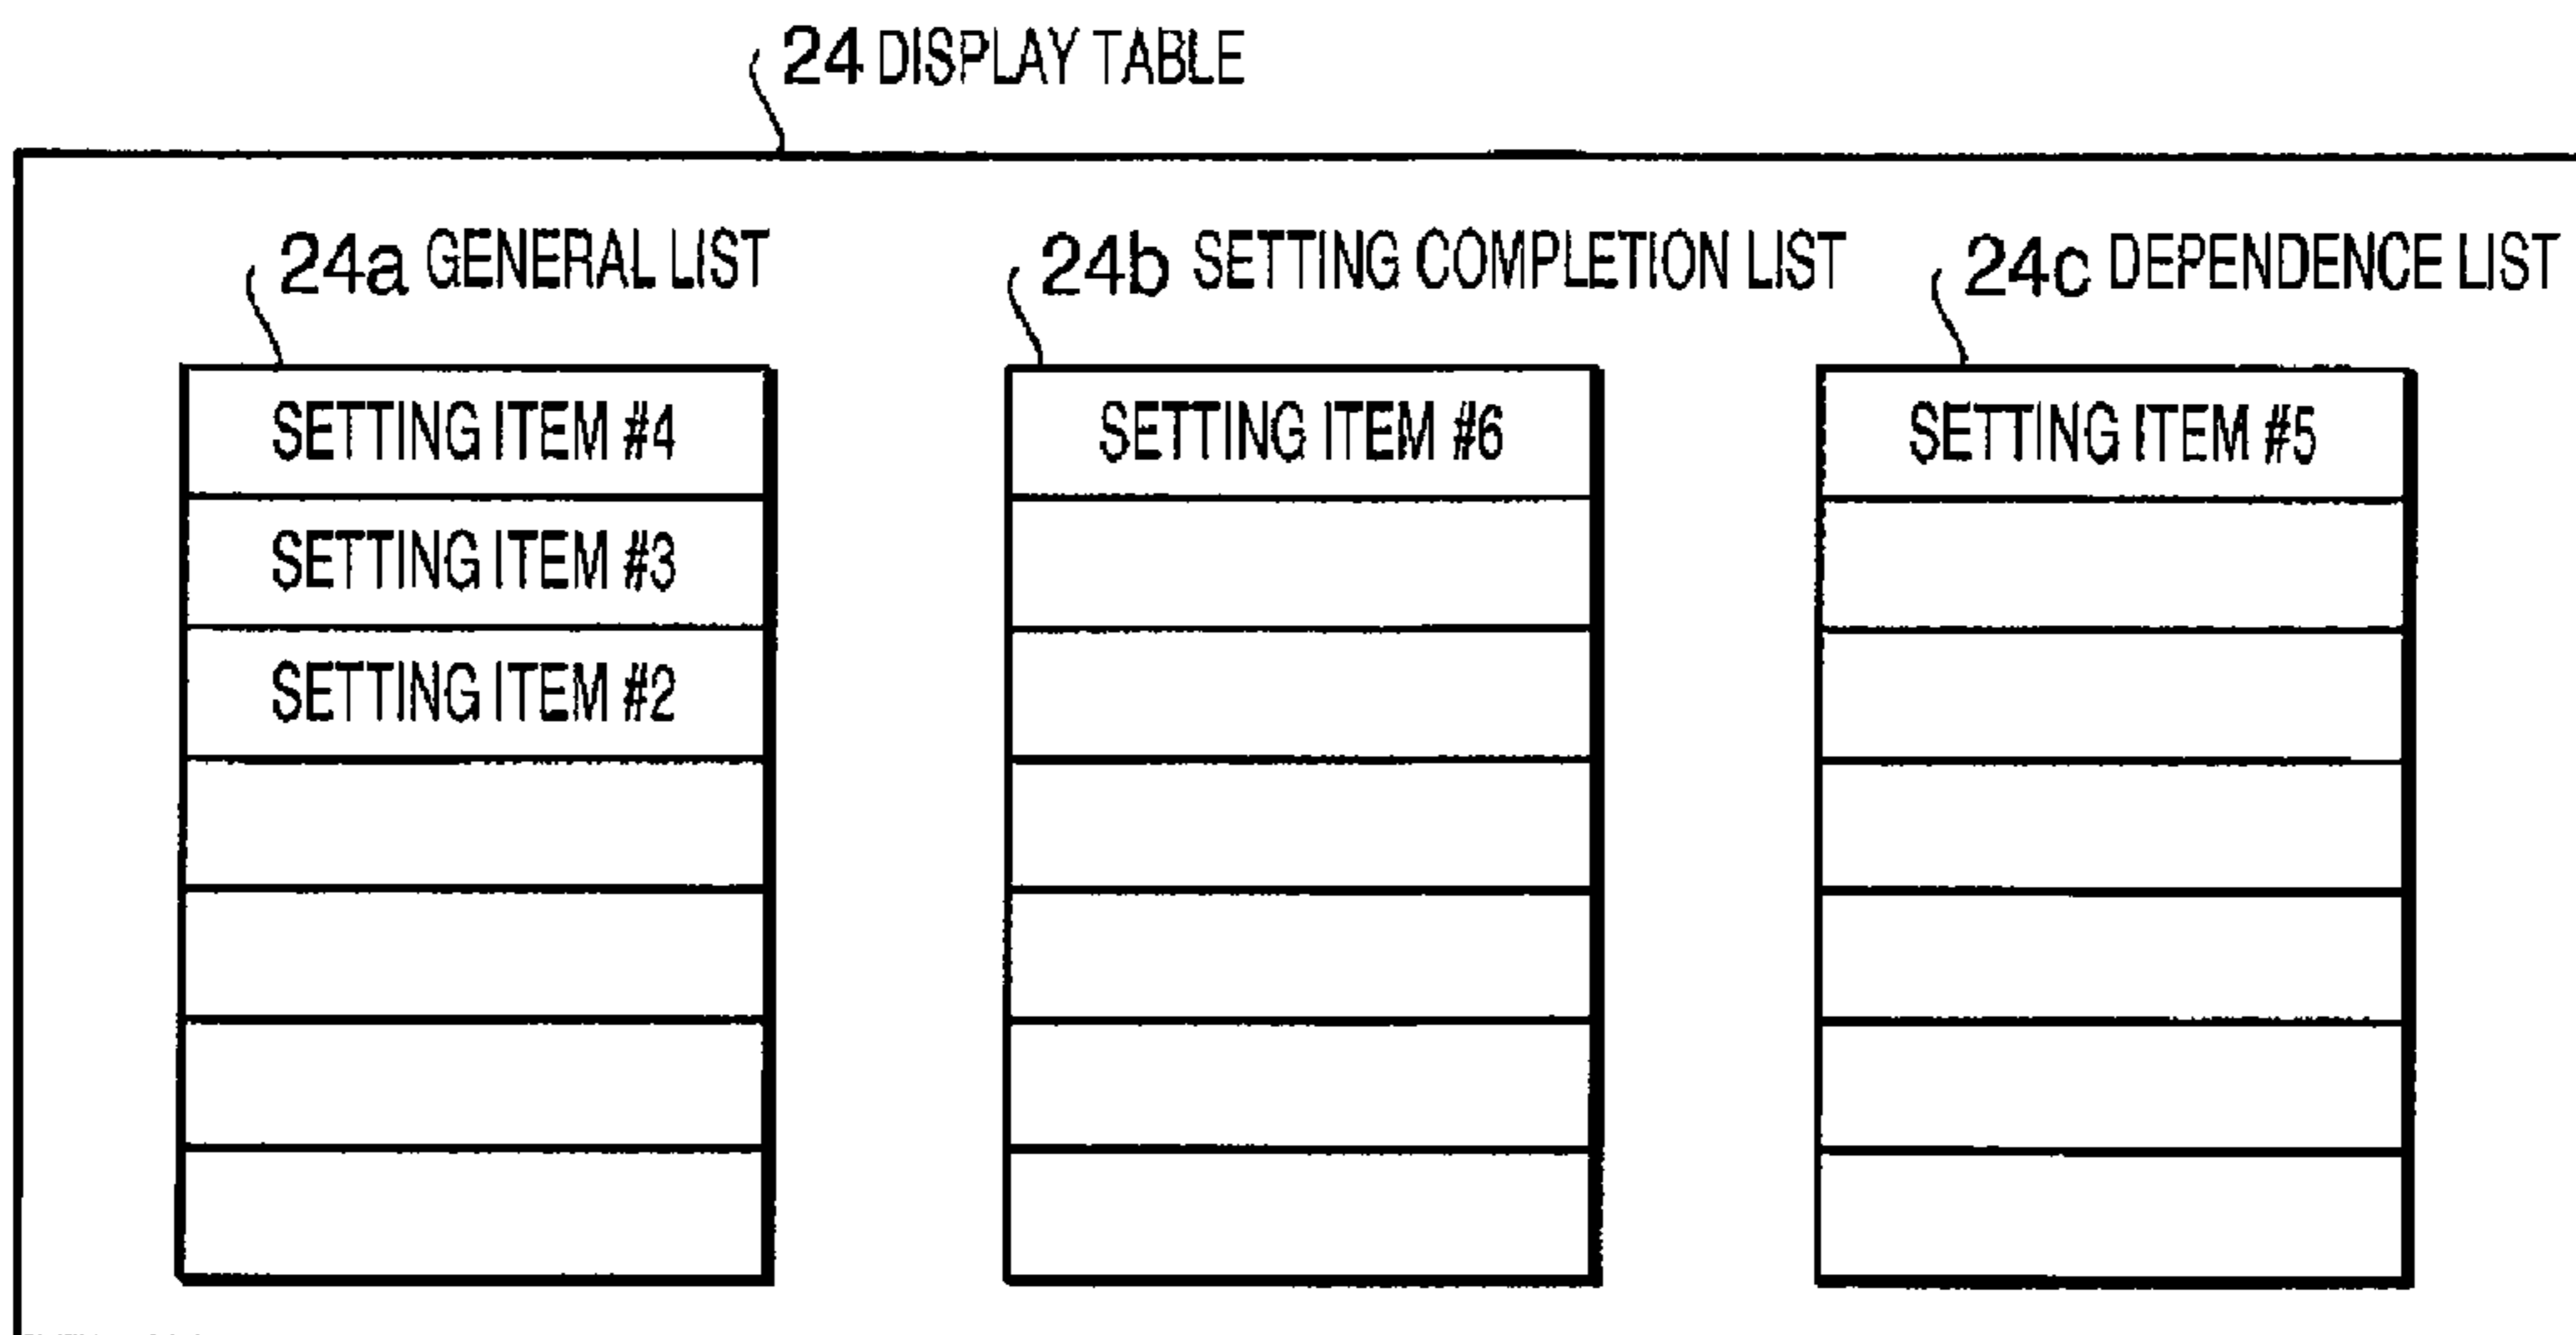 24 DISPLAY TABLE
24a GENERAL LIST
SETTING ITEM #4
SETTING ITEM #3
SETTING ITEM #2
24b SETTING COMPLETION LIST
SETTING ITEM #6
24c DEPENDENCE LIST
SETTING ITEM #5